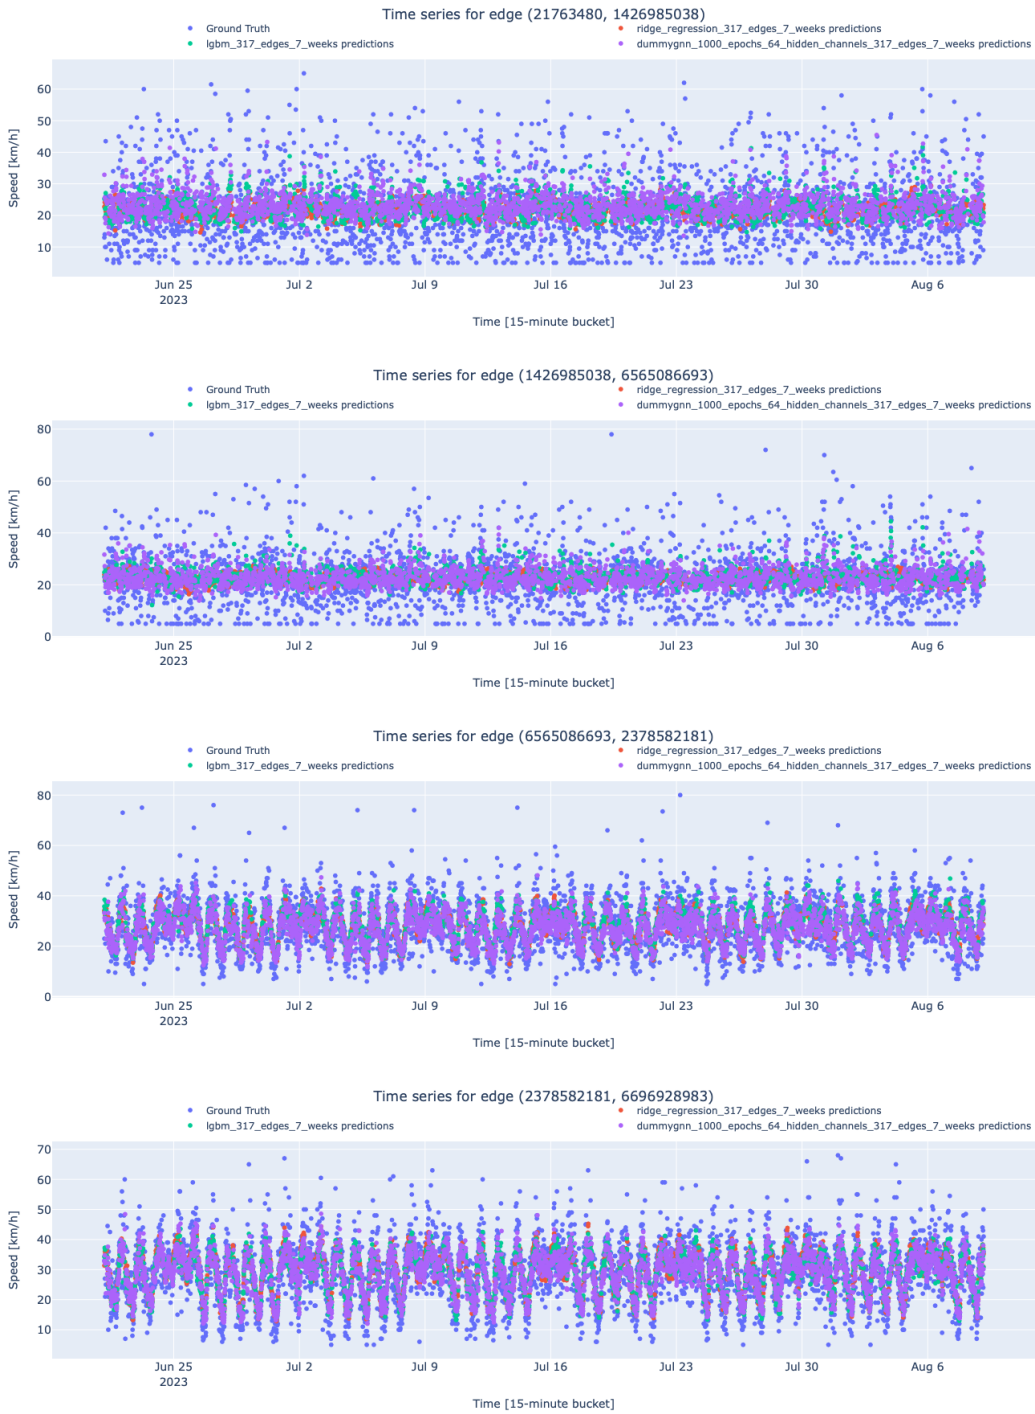 Time series for edge (21763480, 1426985038)
Ground Truth ridge_regression_317_edges_7_weeks predictions
lgbm_317_edges_7_weeks predictions dummygnn_1000_epochs_64_hidden_channels_317_edges_7_weeks predictions
60
50
40
30
20
10
Speed [km/h]
Jun 25 Jul 2 Jul 9 Jul 16 Jul 23 Jul 30 Aug 6
2023
Time [15-minute bucket]
Time series for edge (1426985038, 6565086693)
Ground Truth ridge_regression_317_edges_7_weeks predictions
lgbm_317_edges_7_weeks predictions dummygnn_1000_epochs_64_hidden_channels_317_edges_7_weeks predictions
80
60
40
20
0
Speed [km/h]
Jun 25 Jul 2 Jul 9 Jul 16 Jul 23 Jul 30 Aug 6
2023
Time [15-minute bucket]
Time series for edge (6565086693, 2378582181)
Ground Truth ridge_regression_317_edges_7_weeks predictions
lgbm_317_edges_7_weeks predictions dummygnn_1000_epochs_64_hidden_channels_317_edges_7_weeks predictions
80
60
40
20
0
Speed [km/h]
Jun 25 Jul 2 Jul 9 Jul 16 Jul 23 Jul 30 Aug 6
2023
Time [15-minute bucket]
Time series for edge (2378582181, 6696928983)
Ground Truth ridge_regression_317_edges_7_weeks predictions
lgbm_317_edges_7_weeks predictions dummygnn_1000_epochs_64_hidden_channels_317_edges_7_weeks predictions
70
60
50
40
30
20
10
Speed [km/h]
Jun 25 Jul 2 Jul 9 Jul 16 Jul 23 Jul 30 Aug 6
2023
Time [15-minute bucket]